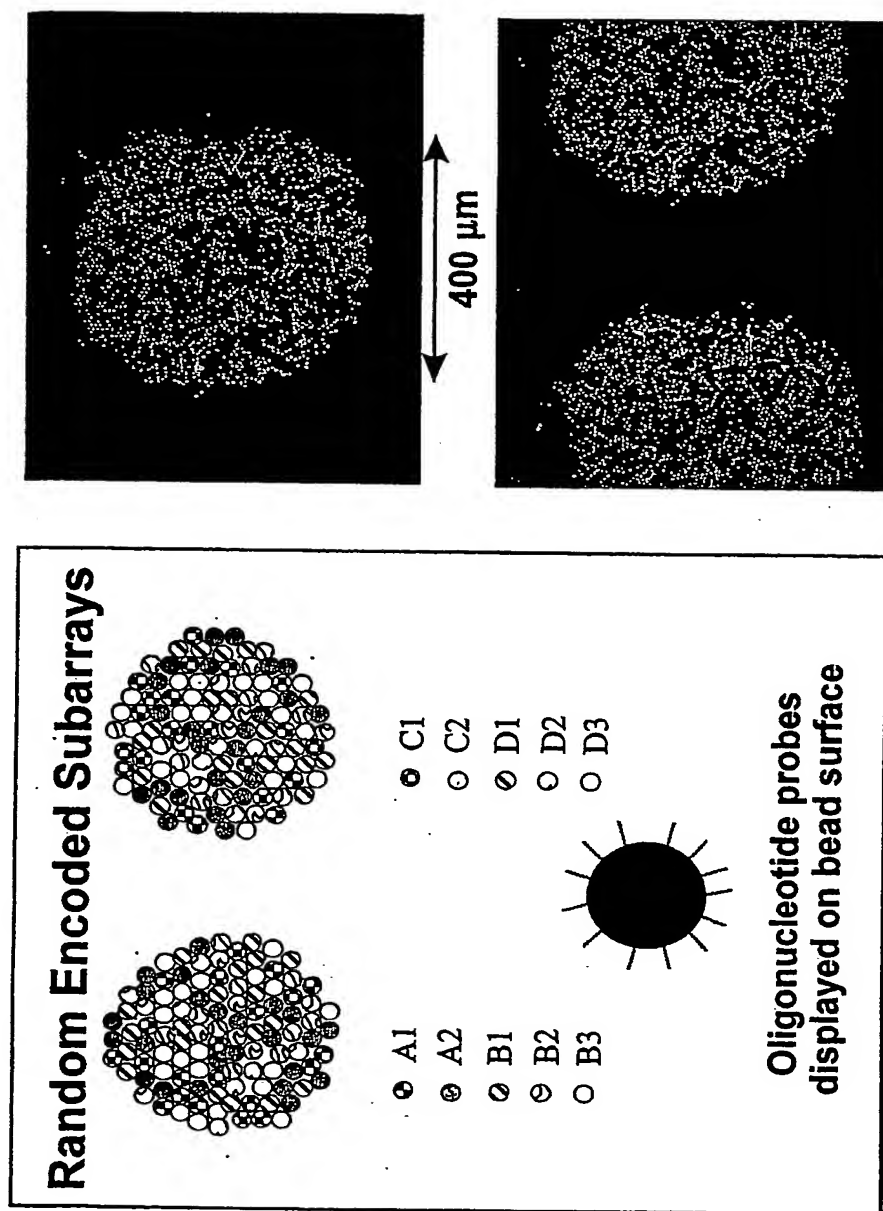 Random Encoded Subarrays
A1
A2
B1
B2
B3
C1
C2
D1
D2
D3
Oligonucleotide probes
displayed on bead surface
400 μm